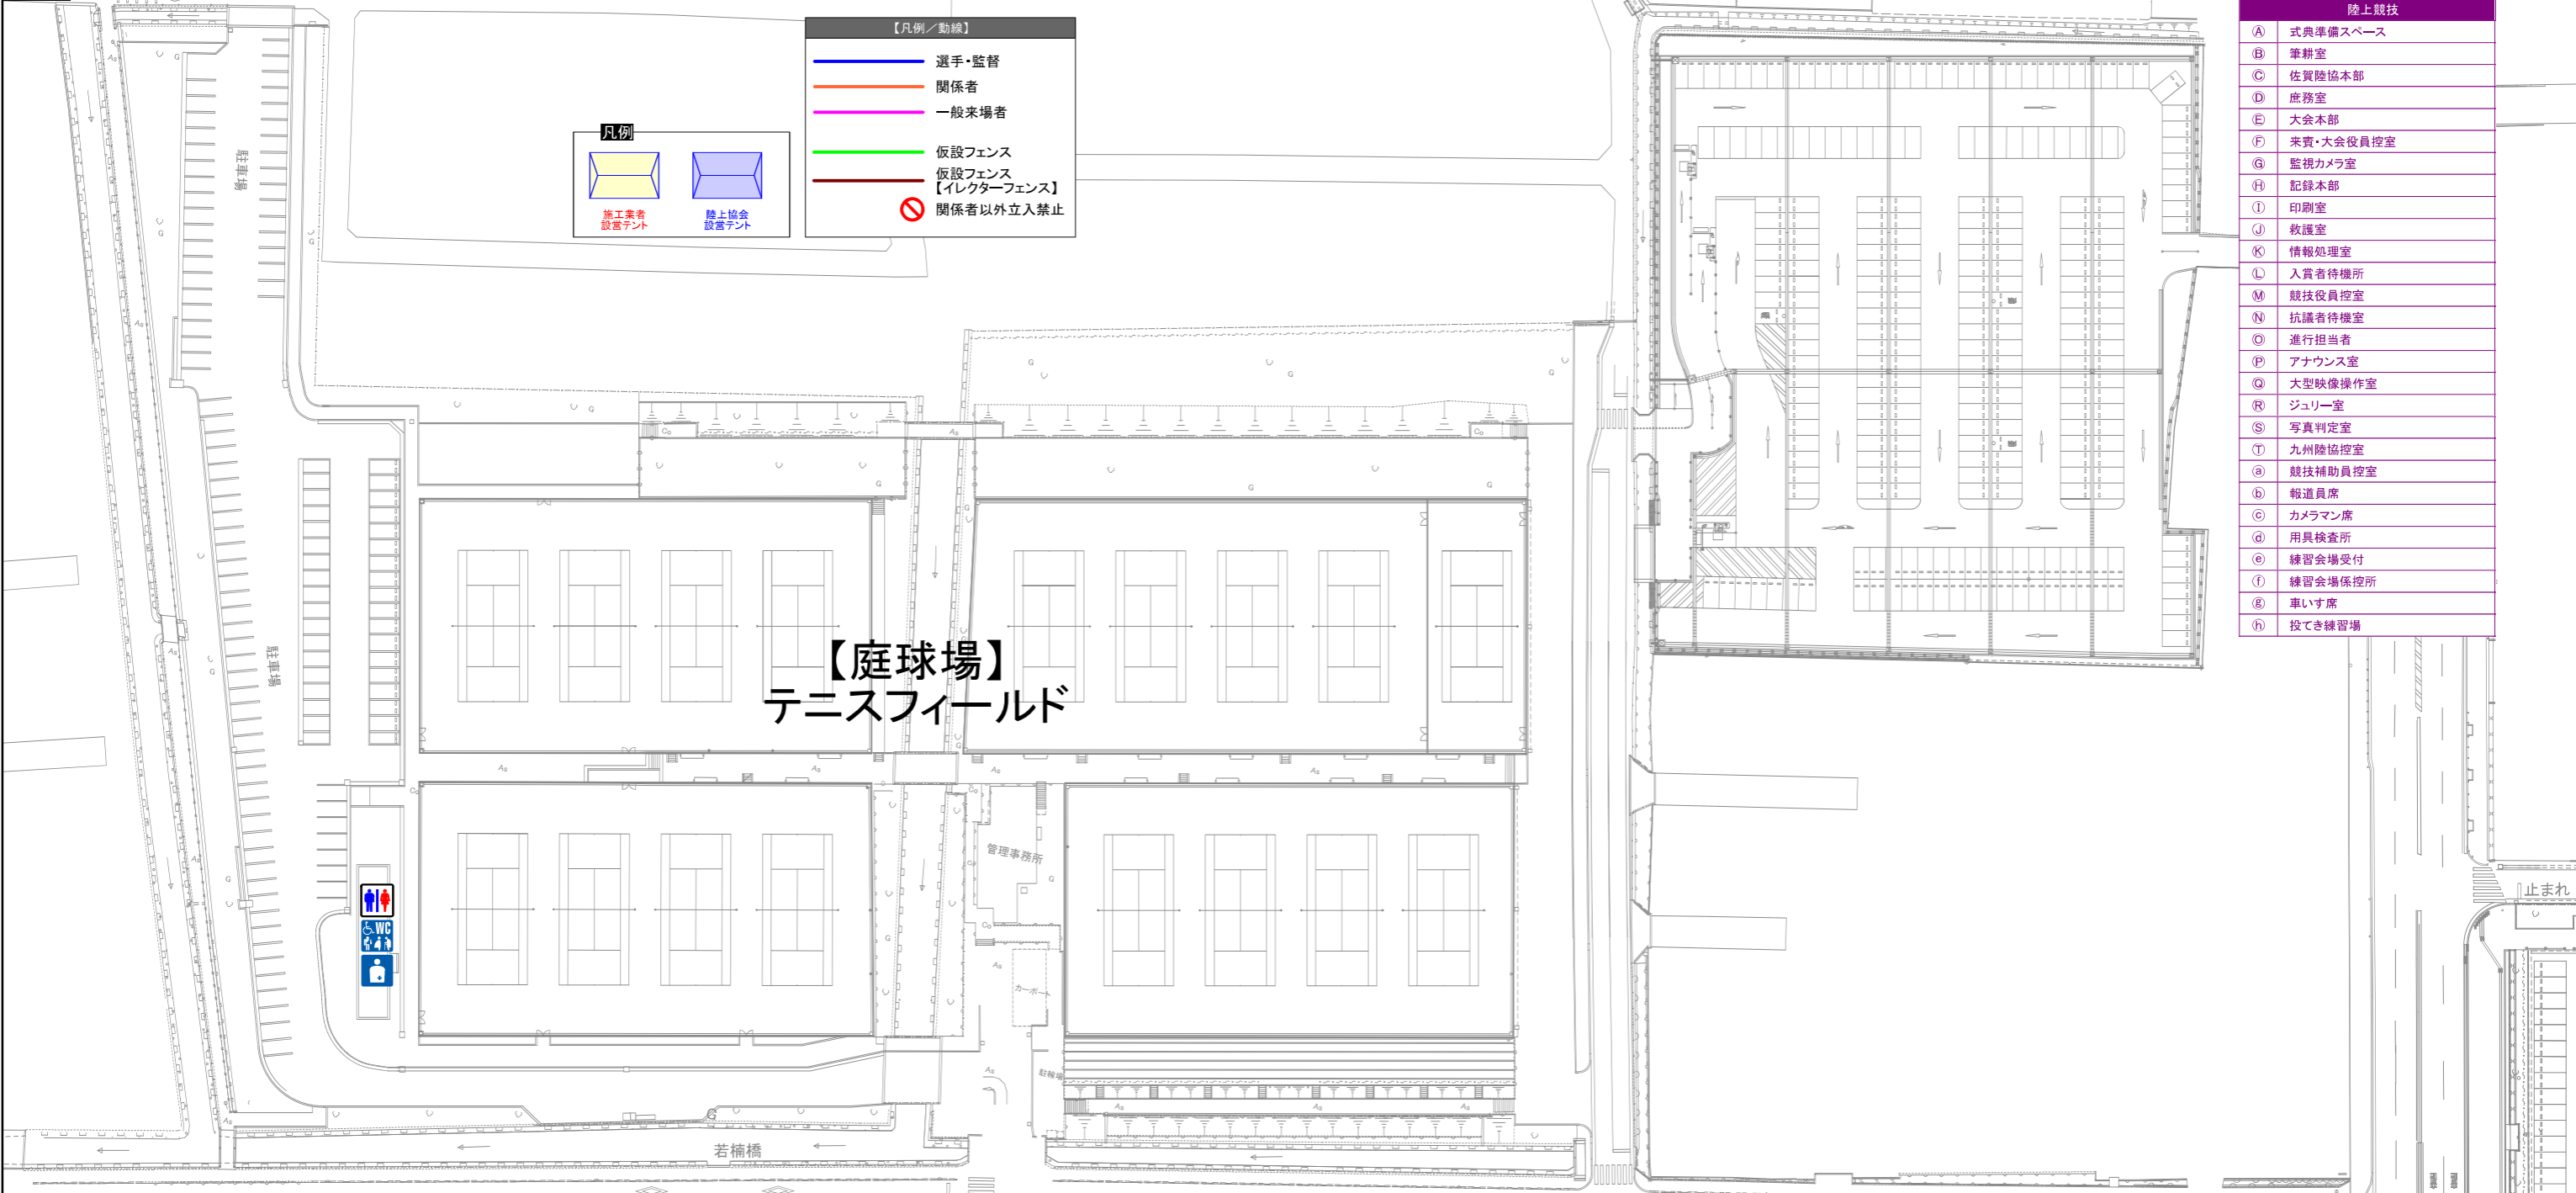 【凡例／動線】
選手・監督
関係者
一般来場者
仮設フェンス
仮設フェンス
【イレクターフェンス】
関係者以外立入禁止
凡例
施工業者
設営テント
陸上協会
設営テント
陸上競技
Ⓐ 式典準備スペース
Ⓑ 筆耕室
Ⓒ 佐賀陸協本部
Ⓓ 庶務室
Ⓔ 大会本部
Ⓕ 来賓・大会役員控室
Ⓖ 監視カメラ室
Ⓗ 記録本部
Ⓘ 印刷室
Ⓙ 救護室
Ⓚ 情報処理室
Ⓛ 入賞者待機所
Ⓜ 競技役員控室
Ⓝ 抗議者待機室
Ⓞ 進行担当者
Ⓟ アナウンス室
Ⓠ 大型映像操作室
Ⓡ ジュリー室
Ⓢ 写真判定室
Ⓣ 九州陸協控室
ⓐ 競技補助員控室
ⓑ 報道員席
ⓒ カメラマン席
ⓓ 用具検査所
ⓔ 練習会場受付
ⓕ 練習会場係控所
ⓖ 車いす席
ⓗ 投てき練習場
駐車場
駐車場
【庭球場】
テニスフィールド
管理事務所
WC
カーポート
駐輪場
若楠橋
止まれ